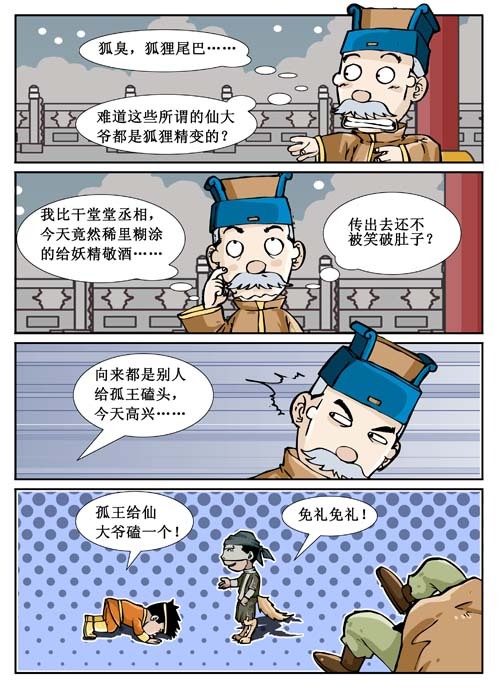 狐臭，狐狸尾巴……
难道这些所谓的仙大
爷都是狐狸精变的？
我比干堂堂丞相，
今天竟然稀里糊涂
的给妖精敬酒……
传出去还不
被笑破肚子？
向来都是别人
给孤王磕头，
今天高兴……
孤王给仙
大爷磕一个！
免礼免礼！